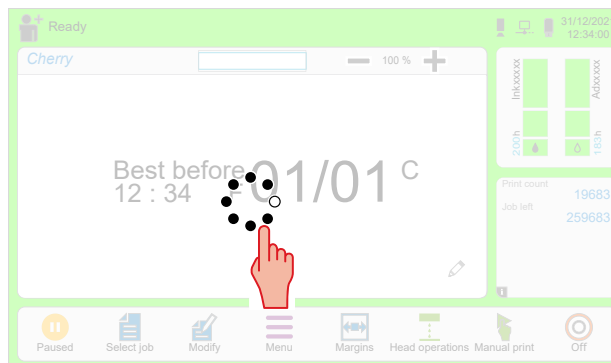 Ready
31/12/202
12:34:00
Cherry
100 %
Best before
12 : 34
01/01 C
Inkxxxxx
Adxxxxx
200h
183h
Print count
19683
Job left
259683
Paused
Select job
Modify
Menu
Margins
Head operations
Manual print
Off